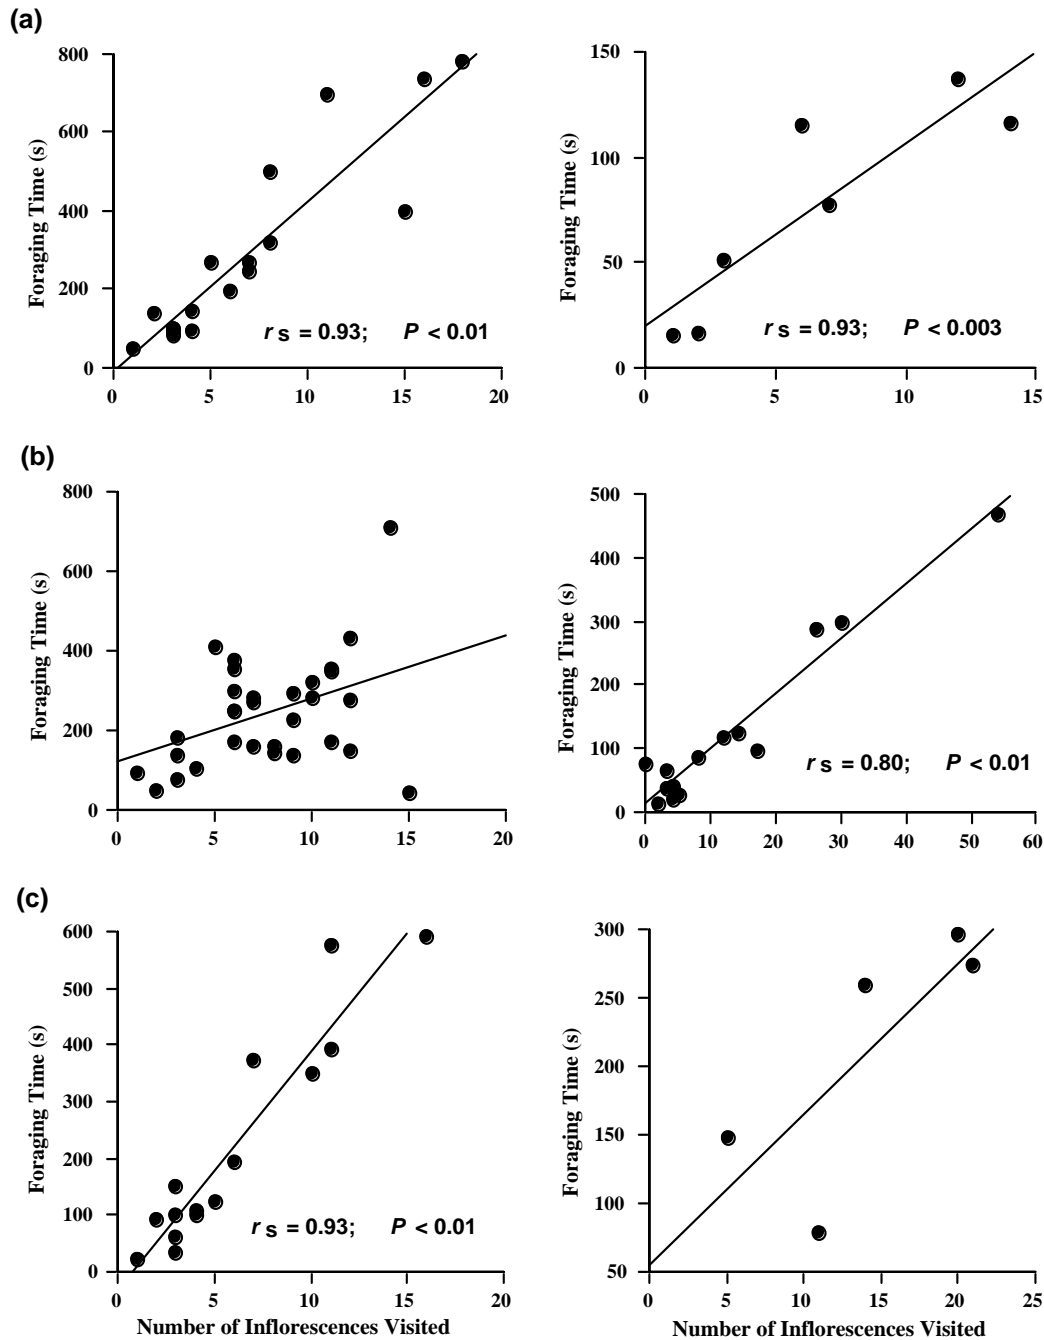 (a)
800
600
400
200
0
Foraging Time (s)
r s = 0.93; P < 0.01
0 5 10 15 20
150
100
50
0
Foraging Time (s)
r s = 0.93; P < 0.003
0 5 10 15
(b)
800
600
400
200
0
Foraging Time (s)
0 5 10 15 20
500
400
300
200
100
0
Foraging Time (s)
r s = 0.80; P < 0.01
0 10 20 30 40 50 60
(c)
600
500
400
300
200
100
0
Foraging Time (s)
r s = 0.93; P < 0.01
0 5 10 15 20
Number of Inflorescences Visited
300
250
200
150
100
50
Foraging Time (s)
0 5 10 15 20 25
Number of Inflorescences Visited